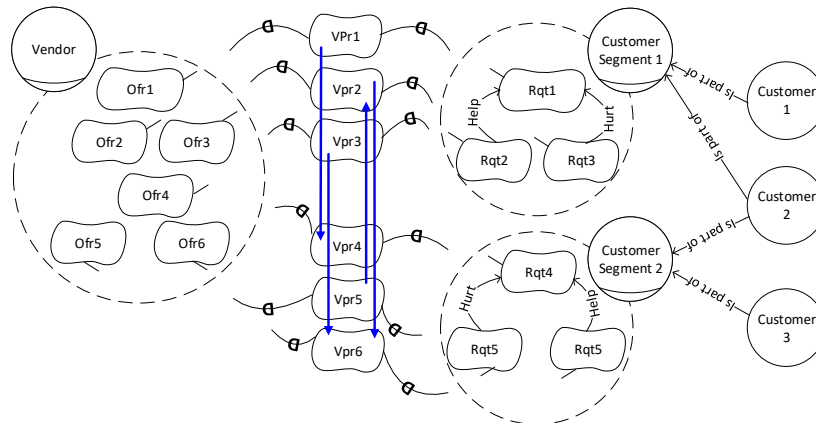 Vendor
Ofr1
Ofr2
Ofr3
Ofr4
Ofr5
Ofr6
D
D
D
D
D
D
VPr1
Vpr2
Vpr3
Vpr4
Vpr5
Vpr6
D
D
D
D
D
D
Rqt1
Help
Hurt
Rqt2
Rqt3
Rqt4
Hurt
Help
Rqt5
Rqt5
Customer
Segment 1
Customer
Segment 2
Is part of
Is part of
Is part of
Is part of
Customer
1
Customer
2
Customer
3